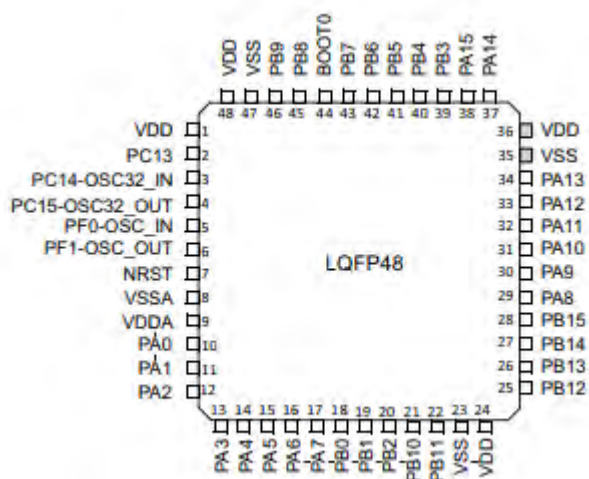 VDD VSS PB9 PB8 BOOT0 PB7 PB6 PB5 PB4 PB3 PA15 PA14
48 47 46 45 44 43 42 41 40 39 38 37
VDD 1 36 VDD
PC13 2 35 VSS
PC14-OSC32_IN 3 34 PA13
PC15-OSC32_OUT 4 33 PA12
PF0-OSC_IN 5 32 PA11
PF1-OSC_OUT 6 31 PA10
NRST 7 LQFP48 30 PA9
VSSA 8 29 PA8
VDDA 9 28 PB15
PA0 10 27 PB14
PA1 11 26 PB13
PA2 12 25 PB12
13 14 15 16 17 18 19 20 21 22 23 24
PA3 PA4 PA5 PA6 PA7 PB0 PB1 PB2 PB10 PB11 VSS VDD